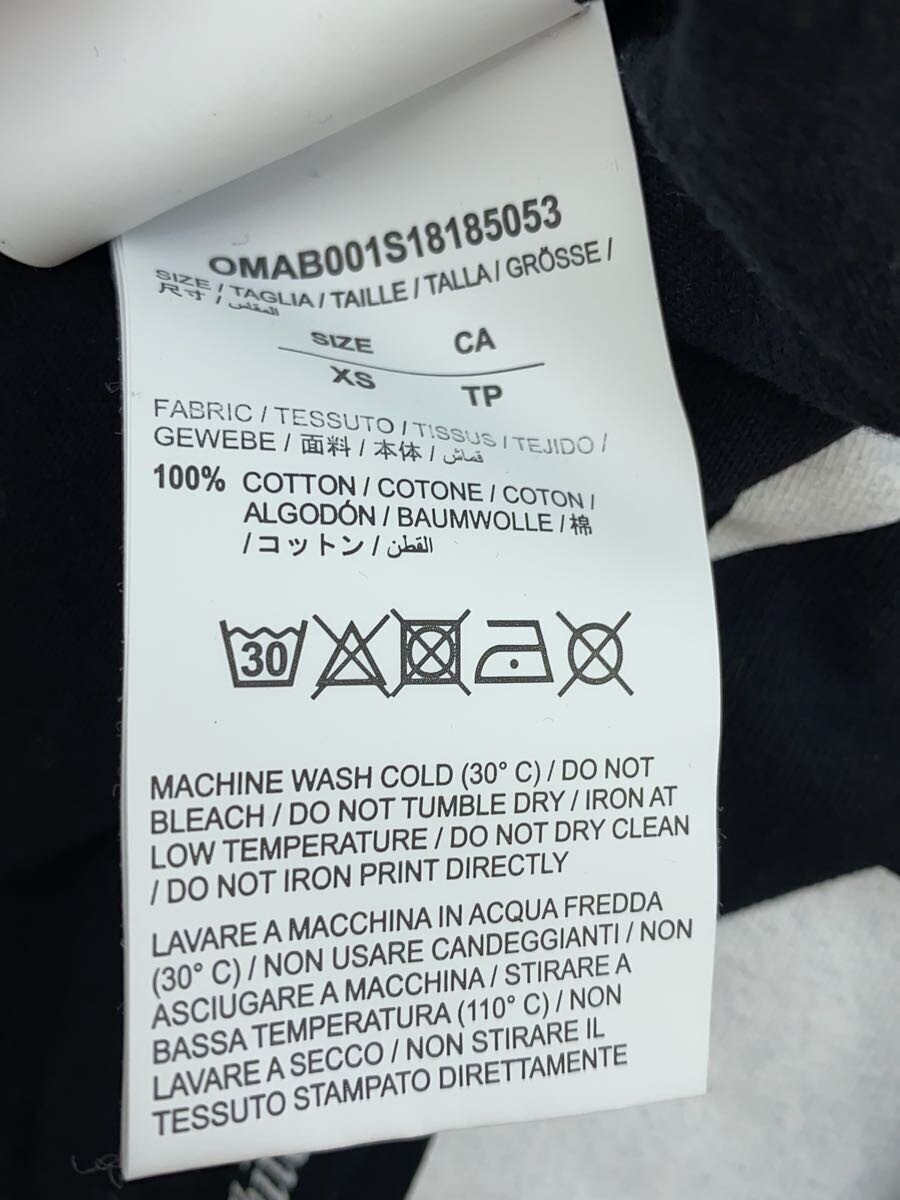 OMAB001S18185053
SIZE / TAGLIA / TAILLE / TALLA / GRÖSSE /
尺寸 / المقاس
SIZE CA
XS TP
FABRIC / TESSUTO / TISSUS / TEJIDO /
GEWEBE / 面料 / 本体 / قماش
100% COTTON / COTONE / COTON /
ALGODÓN / BAUMWOLLE / 棉
/ コットン / القطن
30
MACHINE WASH COLD (30° C) / DO NOT
BLEACH / DO NOT TUMBLE DRY / IRON AT
LOW TEMPERATURE / DO NOT DRY CLEAN
/ DO NOT IRON PRINT DIRECTLY
LAVARE A MACCHINA IN ACQUA FREDDA
(30° C) / NON USARE CANDEGGIANTI / NON
ASCIUGARE A MACCHINA / STIRARE A
BASSA TEMPERATURA (110° C) / NON
LAVARE A SECCO / NON STIRARE IL
TESSUTO STAMPATO DIRETTAMENTE